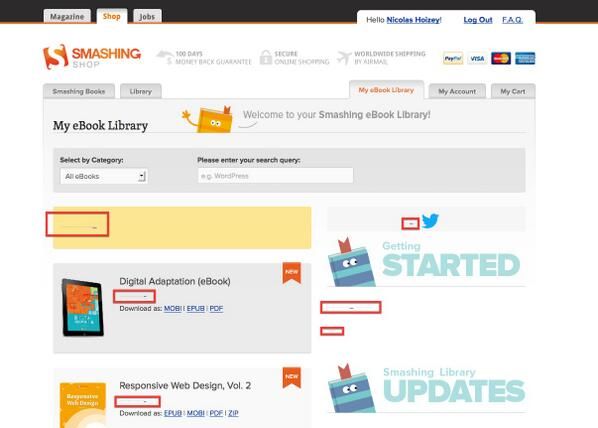 Magazine
Shop
Jobs
Hello Nicolas Hoizey!
Log Out
F.A.Q.
SMASHING
SHOP
100 DAYS
MONEY BACK GUARANTEE
SECURE
ONLINE SHOPPING
WORLDWIDE SHIPPING
BY AIRMAIL
PayPal
VISA
Smashing Books
Library
My eBook Library
My Account
My Cart
My eBook Library
Welcome to your Smashing eBook Library!
Select by Category:
Please enter your search query:
All eBooks
e.g. WordPress
Getting
STARTED
NEW
Digital Adaptation (eBook)
Download as: MOBI | EPUB | PDF
NEW
Responsive Web Design, Vol. 2
Download as: EPUB | MOBI | PDF | ZIP
Responsive
Web Design
Smashing Library
UPDATES